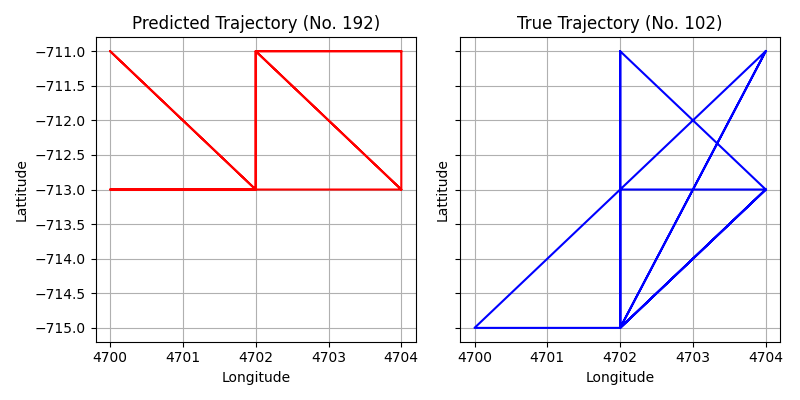 Predicted Trajectory (No. 192)
True Trajectory (No. 102)
−711.0
−711.5
−712.0
−712.5
−713.0
−713.5
−714.0
−714.5
−715.0
Lattitude
Lattitude
4700 4701 4702 4703 4704
4700 4701 4702 4703 4704
Longitude
Longitude